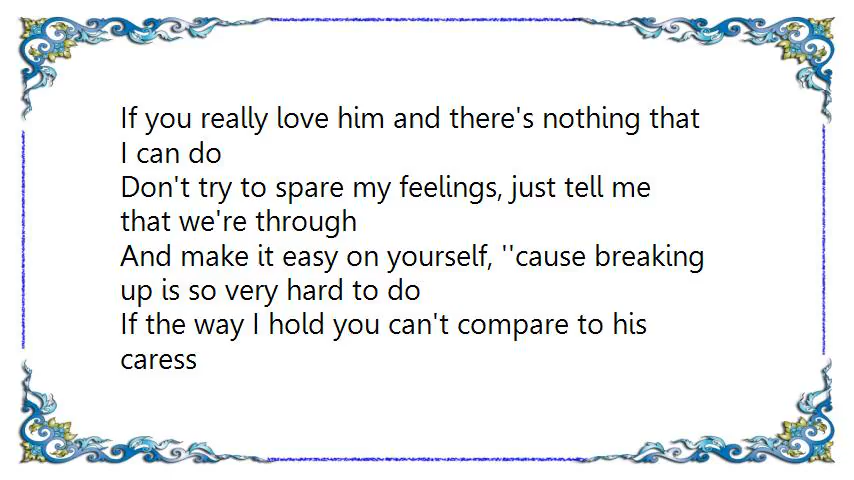 If you really love him and there's nothing that
I can do
Don't try to spare my feelings, just tell me
that we're through
And make it easy on yourself, ''cause breaking
up is so very hard to do
If the way I hold you can't compare to his
caress